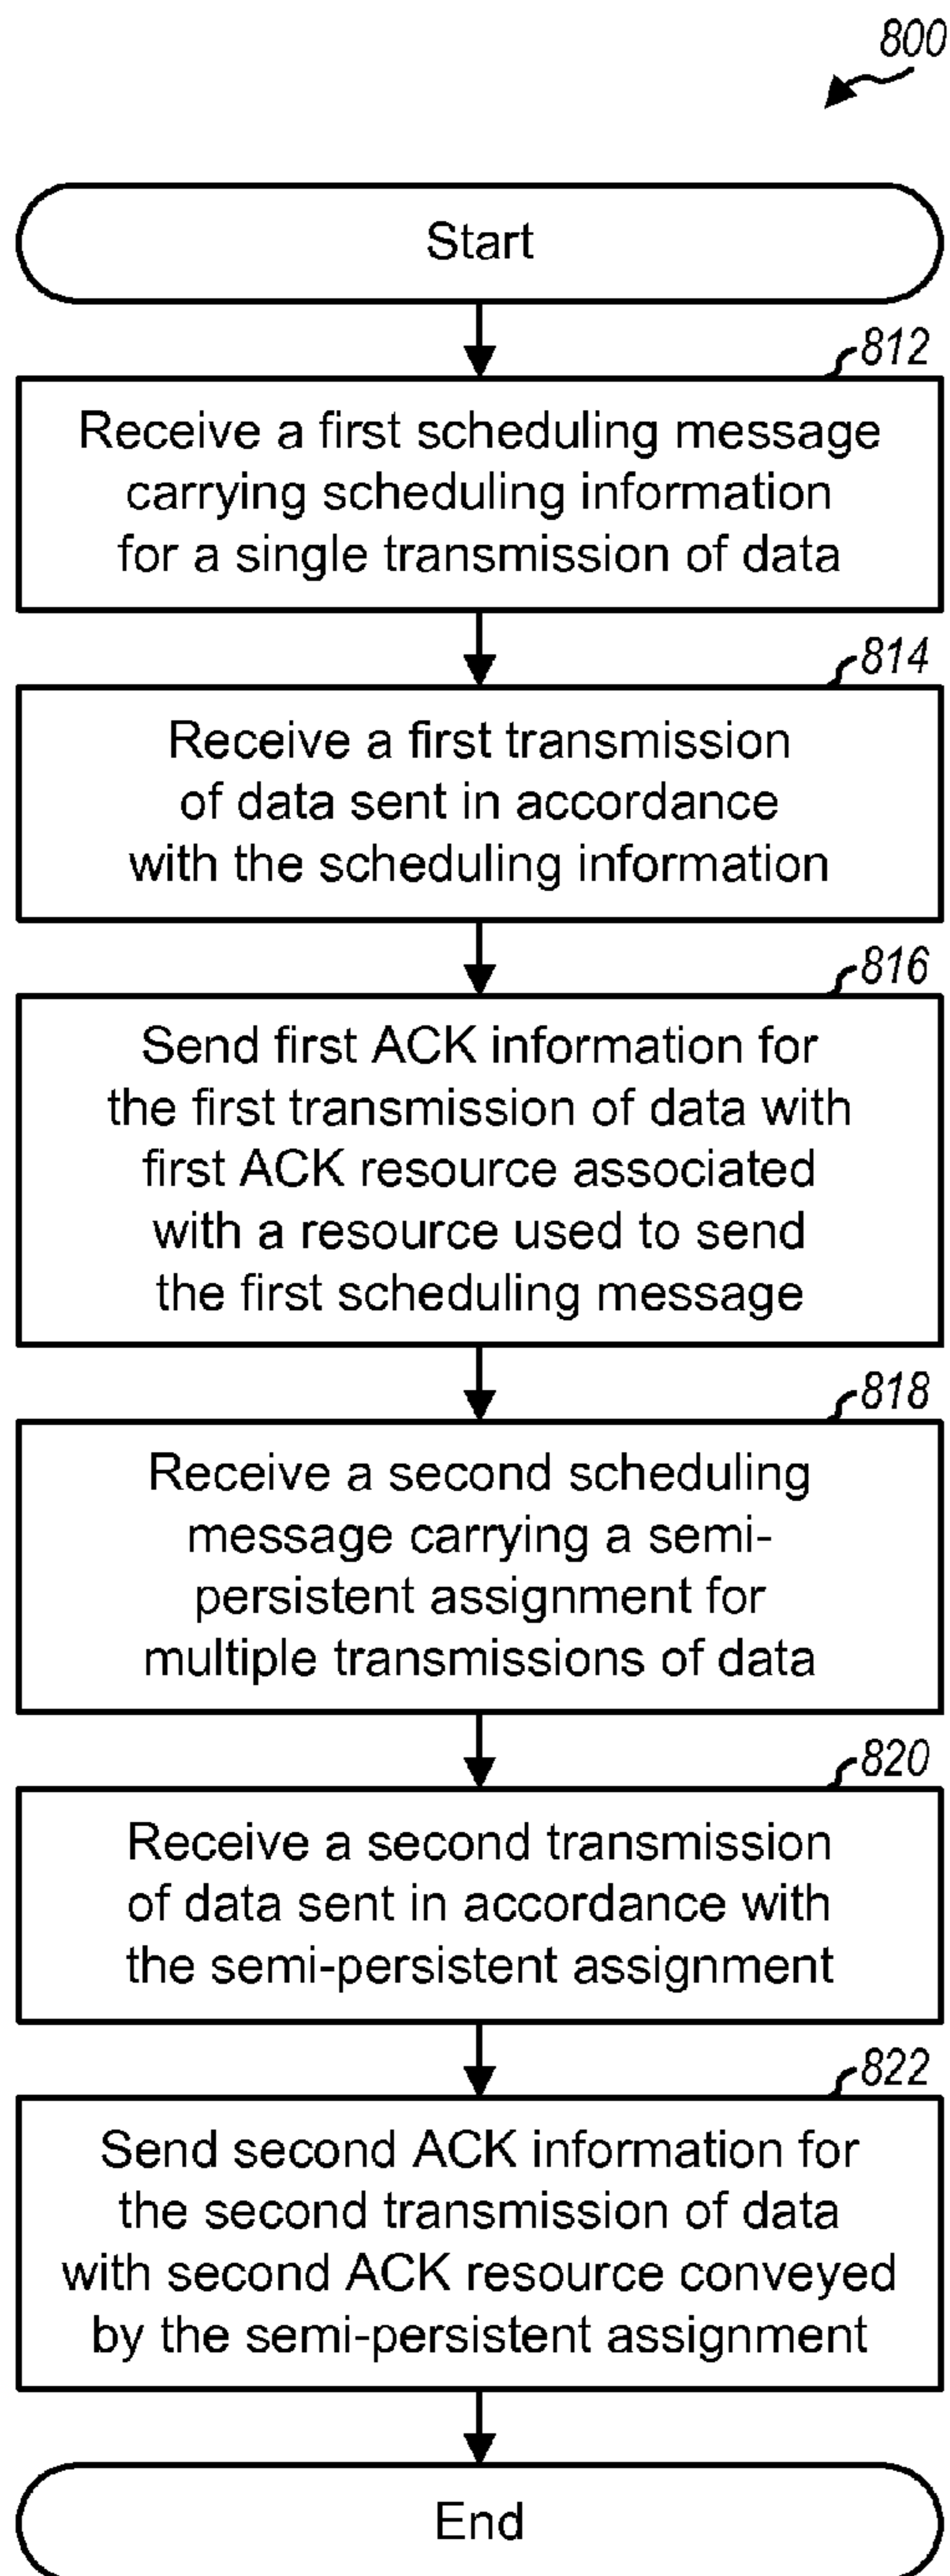 800
Start
812
Receive a first scheduling message
carrying scheduling information
for a single transmission of data
814
Receive a first transmission
of data sent in accordance
with the scheduling information
816
Send first ACK information for
the first transmission of data with
first ACK resource associated
with a resource used to send
the first scheduling message
818
Receive a second scheduling
message carrying a semi-
persistent assignment for
multiple transmissions of data
820
Receive a second transmission
of data sent in accordance with
the semi-persistent assignment
822
Send second ACK information for
the second transmission of data
with second ACK resource conveyed
by the semi-persistent assignment
End